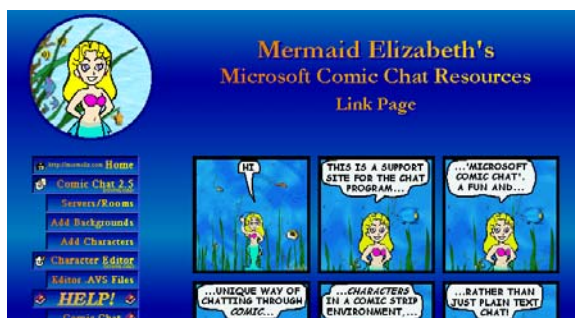 Mermaid Elizabeth's
Microsoft Comic Chat Resources
Link Page
Home
Comic Chat 2.5
Servers/Rooms
Add Backgrounds
Add Characters
Character Editor
Editor .AVS Files
HELP!
Comic Chat
HI
THIS IS A SUPPORT
SITE FOR THE CHAT
PROGRAM...
...'MICROSOFT
COMIC CHAT'.
A FUN AND...
...UNIQUE WAY OF
CHATTING THROUGH
COMIC...
...CHARACTERS
IN A COMIC STRIP
ENVIRONMENT,...
...RATHER THAN
JUST PLAIN TEXT
CHAT!